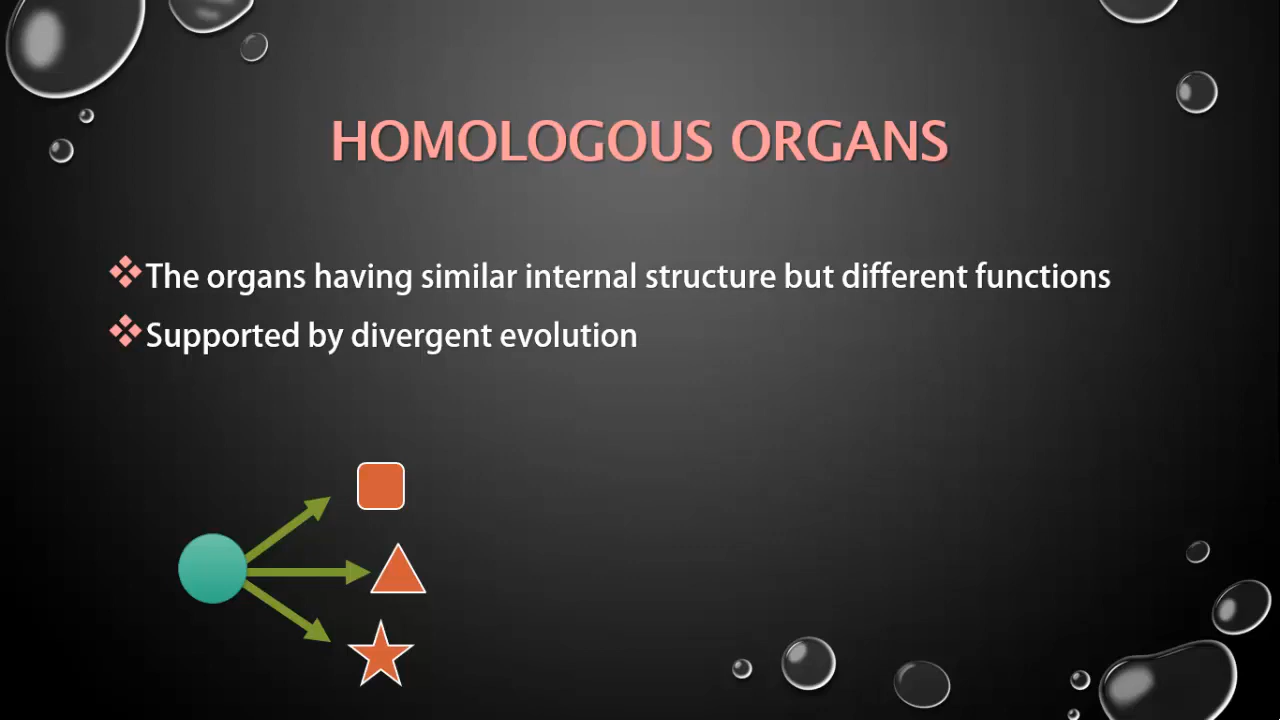 HOMOLOGOUS ORGANS
The organs having similar internal structure but different functions
Supported by divergent evolution